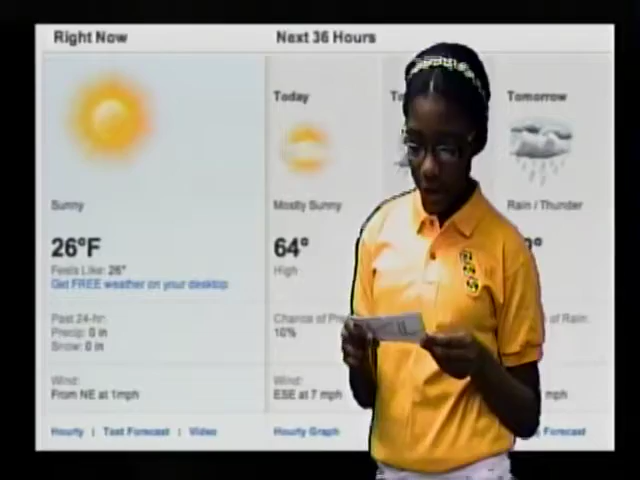 Right Now
Next 36 Hours
Today
To
Tomorrow
Sunny
Mostly Sunny
Rain / Thunder
26°F
64°
Feels Like: 26°
High
Get FREE weather on your desktop
Past 24-hr:
Precip: 0 in
Snow: 0 in
Chance of
10%
of Rain:
Wind:
From NE at 1mph
Wind:
ESE at 7 mph
mph
Hourly | Text Forecast | Video
Hourly Graph
Forecast